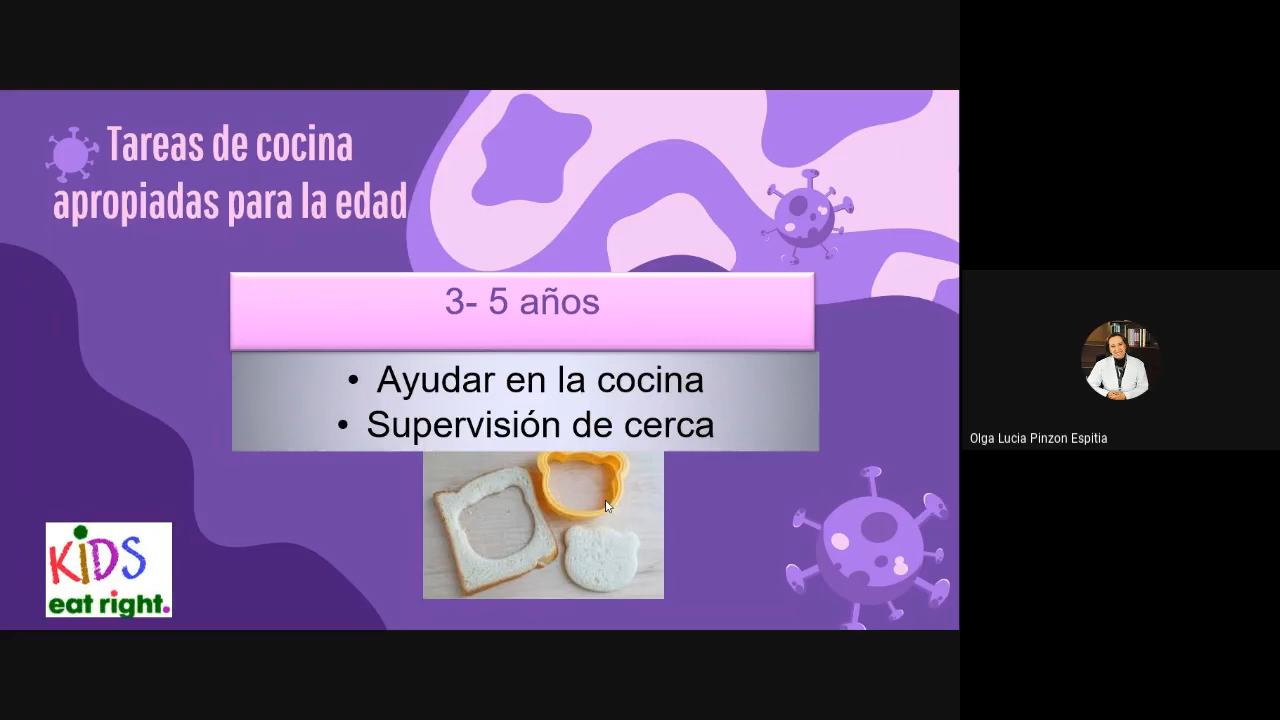 Tareas de cocina
apropiadas para la edad
3- 5 años
• Ayudar en la cocina
• Supervisión de cerca
KiDS
eat right.
Olga Lucia Pinzon Espitia